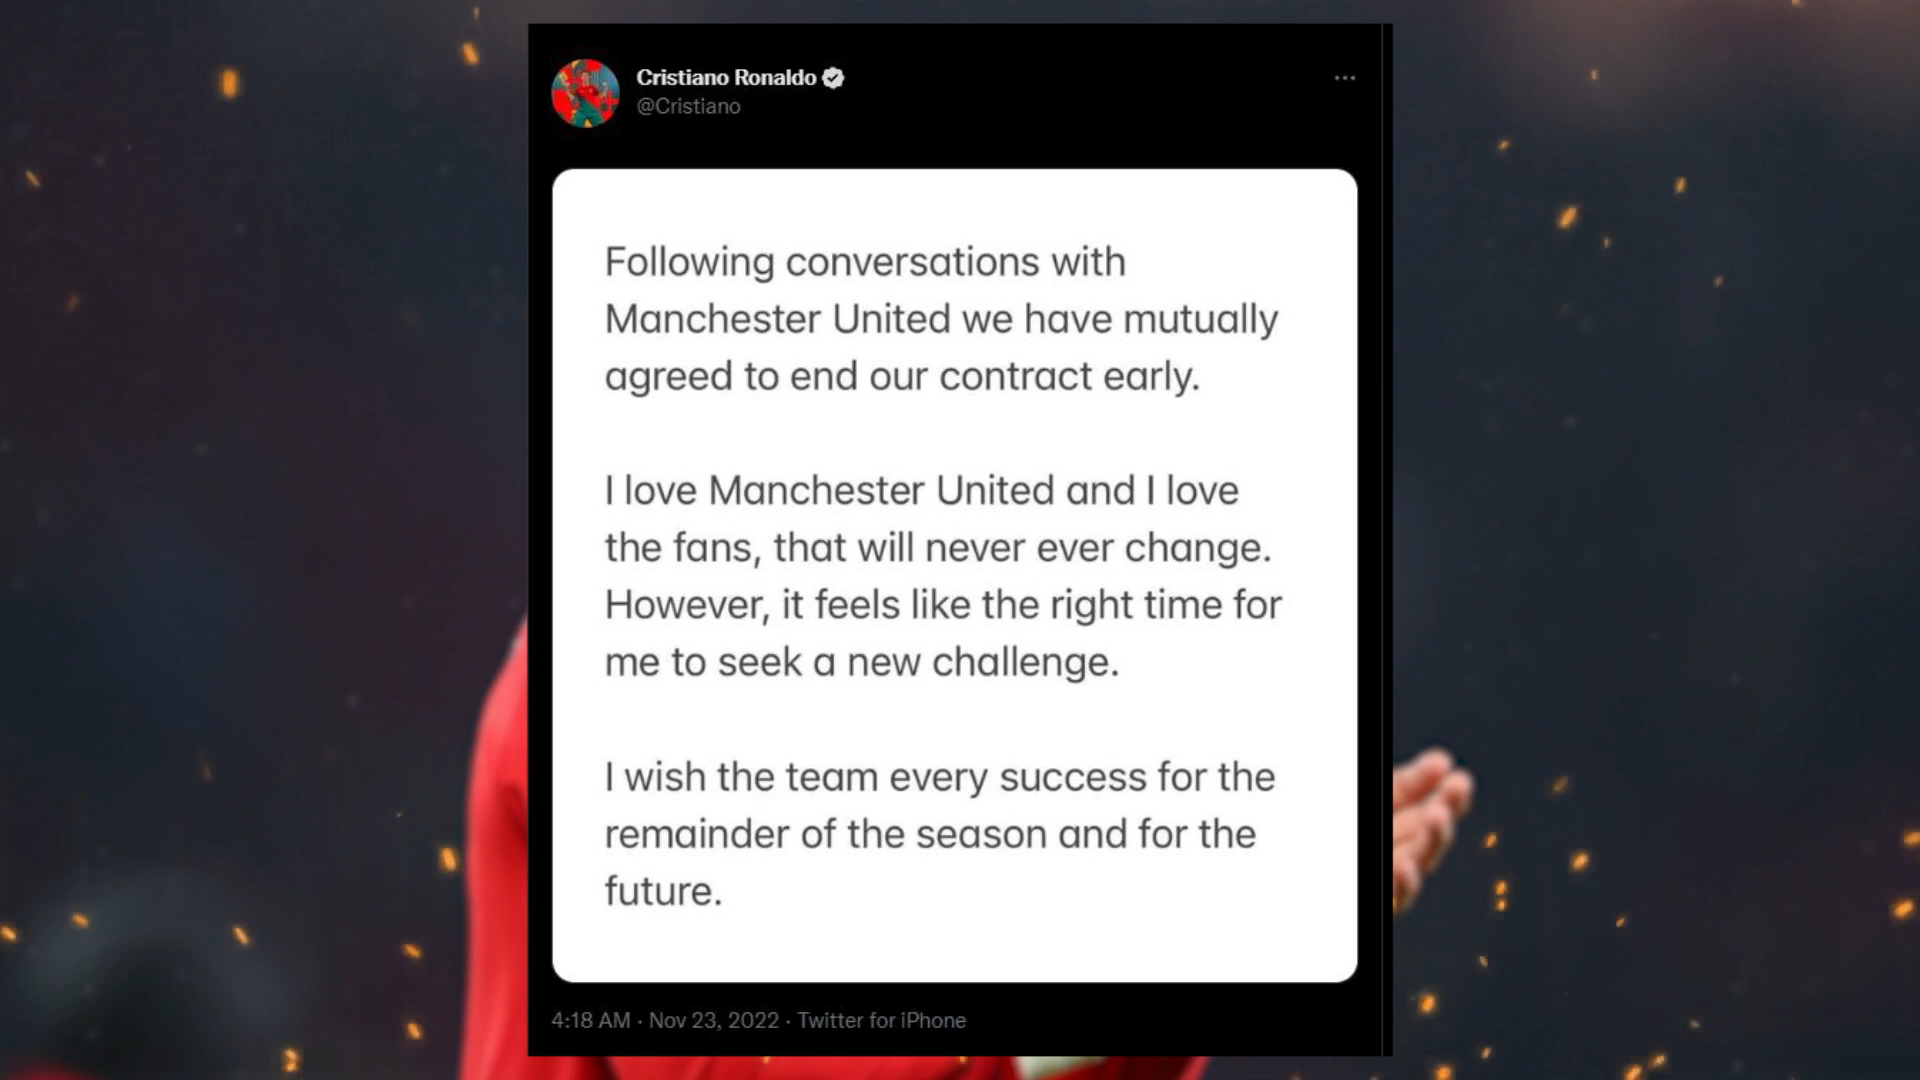 Cristiano Ronaldo
@Cristiano
Following conversations with
Manchester United we have mutually
agreed to end our contract early.
I love Manchester United and I love
the fans, that will never ever change.
However, it feels like the right time for
me to seek a new challenge.
I wish the team every success for the
remainder of the season and for the
future.
4:18 AM · Nov 23, 2022 · Twitter for iPhone